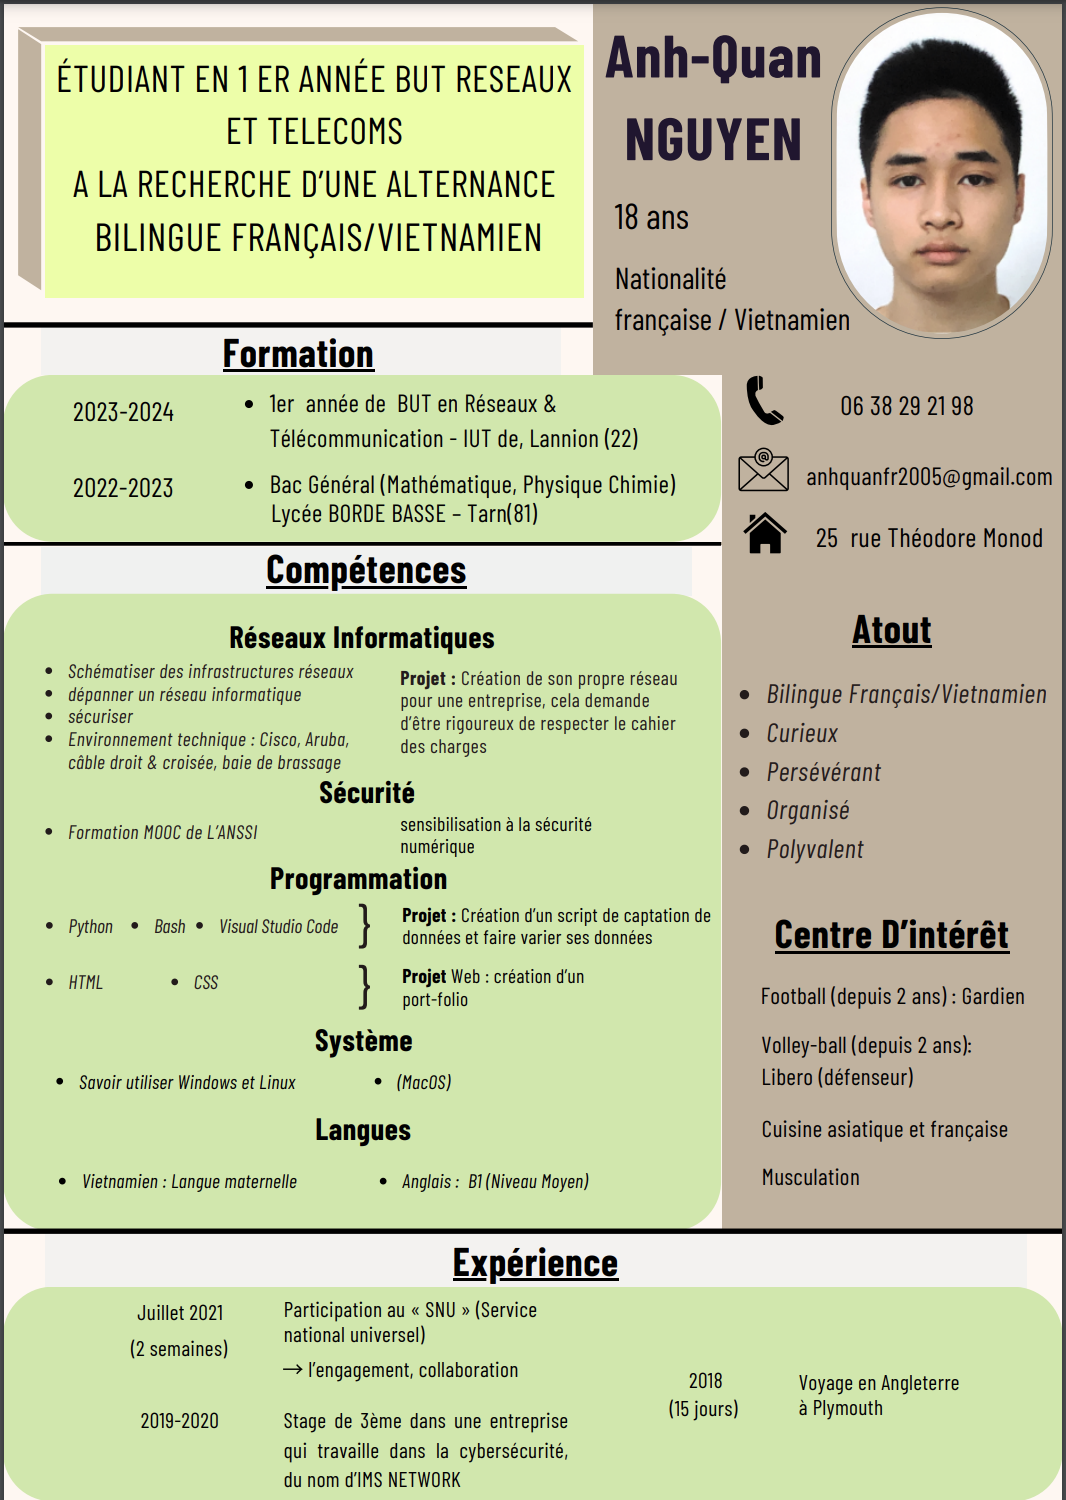 ÉTUDIANT EN 1 ER ANNÉE BUT RESEAUX
ET TELECOMS
A LA RECHERCHE D'UNE ALTERNANCE
BILINGUE FRANÇAIS/VIETNAMIEN
Anh-Quan
NGUYEN
18 ans
Nationalité
française / Vietnamien
06 38 29 21 98
@
anhquanfr2005@gmail.com
25 rue Théodore Monod
Formation
2023-2024
• 1er année de BUT en Réseaux &
Télécommunication - IUT de, Lannion (22)
2022-2023
• Bac Général (Mathématique, Physique Chimie)
Lycée BORDE BASSE – Tarn(81)
Compétences
Réseaux Informatiques
• Schématiser des infrastructures réseaux
• dépanner un réseau informatique
• sécuriser
• Environnement technique : Cisco, Aruba,
câble droit & croisée, baie de brassage
Projet : Création de son propre réseau
pour une entreprise, cela demande
d'être rigoureux de respecter le cahier
des charges
Sécurité
• Formation MOOC de L'ANSSI
sensibilisation à la sécurité
numérique
Programmation
• Python • Bash • Visual Studio Code }
Projet : Création d'un script de captation de
données et faire varier ses données
• HTML • CSS }
Projet Web : création d'un
port-folio
Système
• Savoir utiliser Windows et Linux • (MacOS)
Langues
• Vietnamien : Langue maternelle • Anglais : B1 (Niveau Moyen)
Atout
• Bilingue Français/Vietnamien
• Curieux
• Persévérant
• Organisé
• Polyvalent
Centre D'intérêt
Football (depuis 2 ans) : Gardien
Volley-ball (depuis 2 ans):
Libero (défenseur)
Cuisine asiatique et française
Musculation
Expérience
Juillet 2021
(2 semaines)
Participation au « SNU » (Service
national universel)
→ l'engagement, collaboration
2019-2020
Stage de 3ème dans une entreprise
qui travaille dans la cybersécurité,
du nom d'IMS NETWORK
2018
(15 jours)
Voyage en Angleterre
à Plymouth